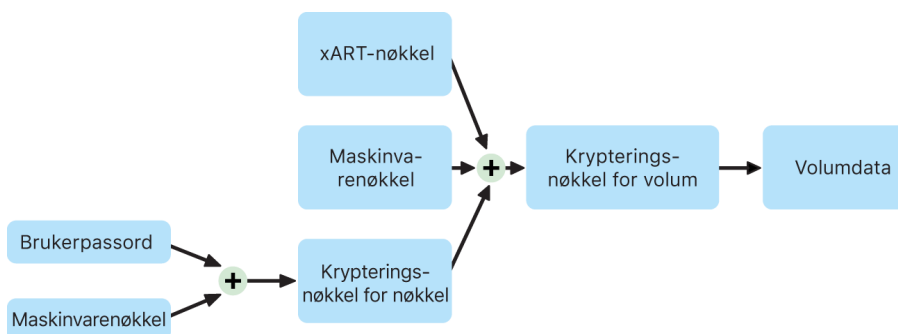 xART-nøkkel
Maskinva-
renøkkel
+
Krypterings-
nøkkel for volum
Volumdata
Brukerpassord
Maskinvarenøkkel
+
Krypterings-
nøkkel for nøkkel